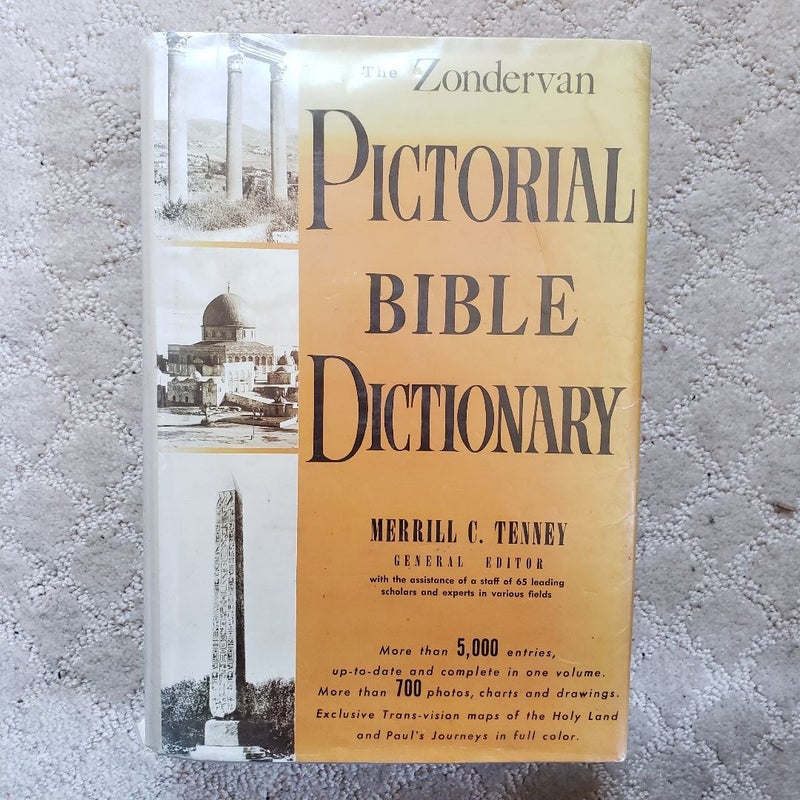 The Zondervan
PICTORIAL
BIBLE
DICTIONARY
MERRILL C. TENNEY
GENERAL EDITOR
with the assistance of a staff of 65 leading
scholars and experts in various fields
More than 5,000 entries,
up-to-date and complete in one volume.
More than 700 photos, charts and drawings.
Exclusive Trans-vision maps of the Holy Land
and Paul's Journeys in full color.